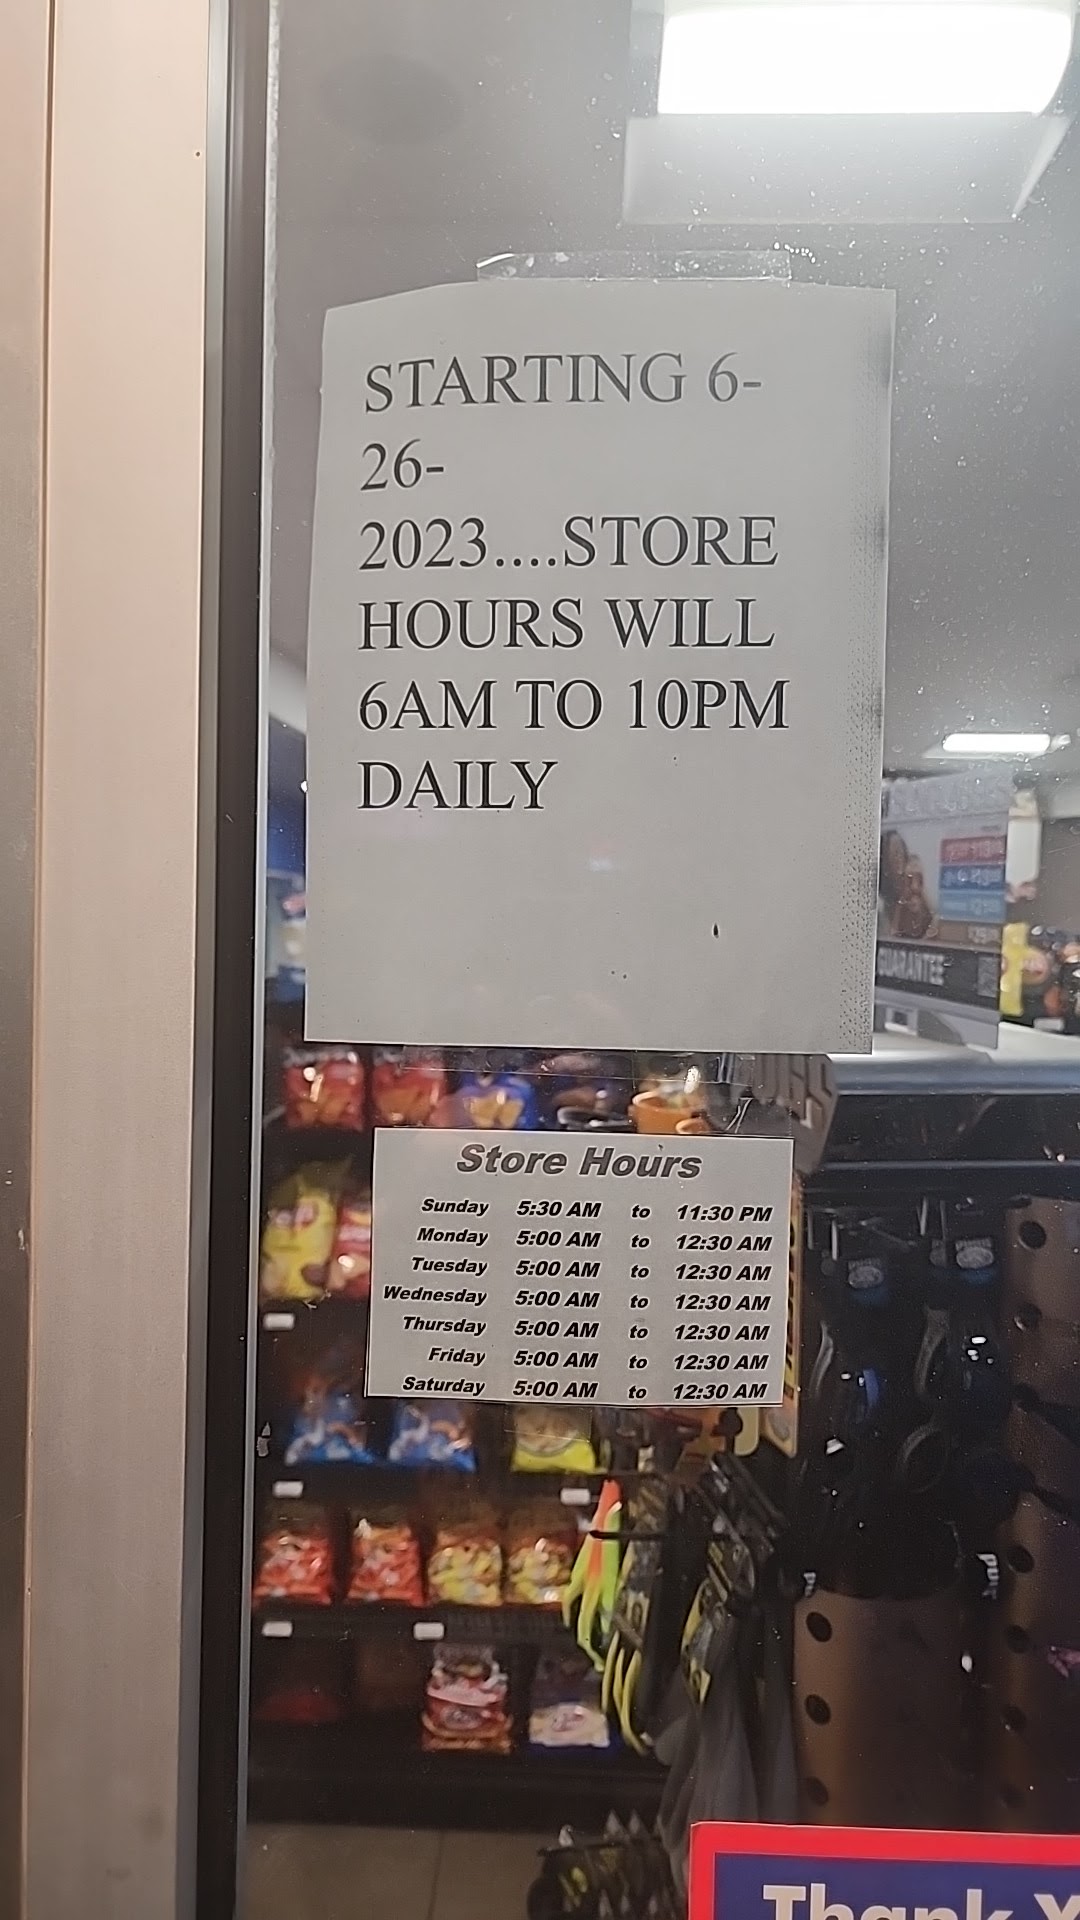 STARTING 6-
26-
2023....STORE
HOURS WILL
6AM TO 10PM
DAILY
GUARANTEE
Store Hours
Sunday 5:30 AM to 11:30 PM
Monday 5:00 AM to 12:30 AM
Tuesday 5:00 AM to 12:30 AM
Wednesday 5:00 AM to 12:30 AM
Thursday 5:00 AM to 12:30 AM
Friday 5:00 AM to 12:30 AM
Saturday 5:00 AM to 12:30 AM
Thank